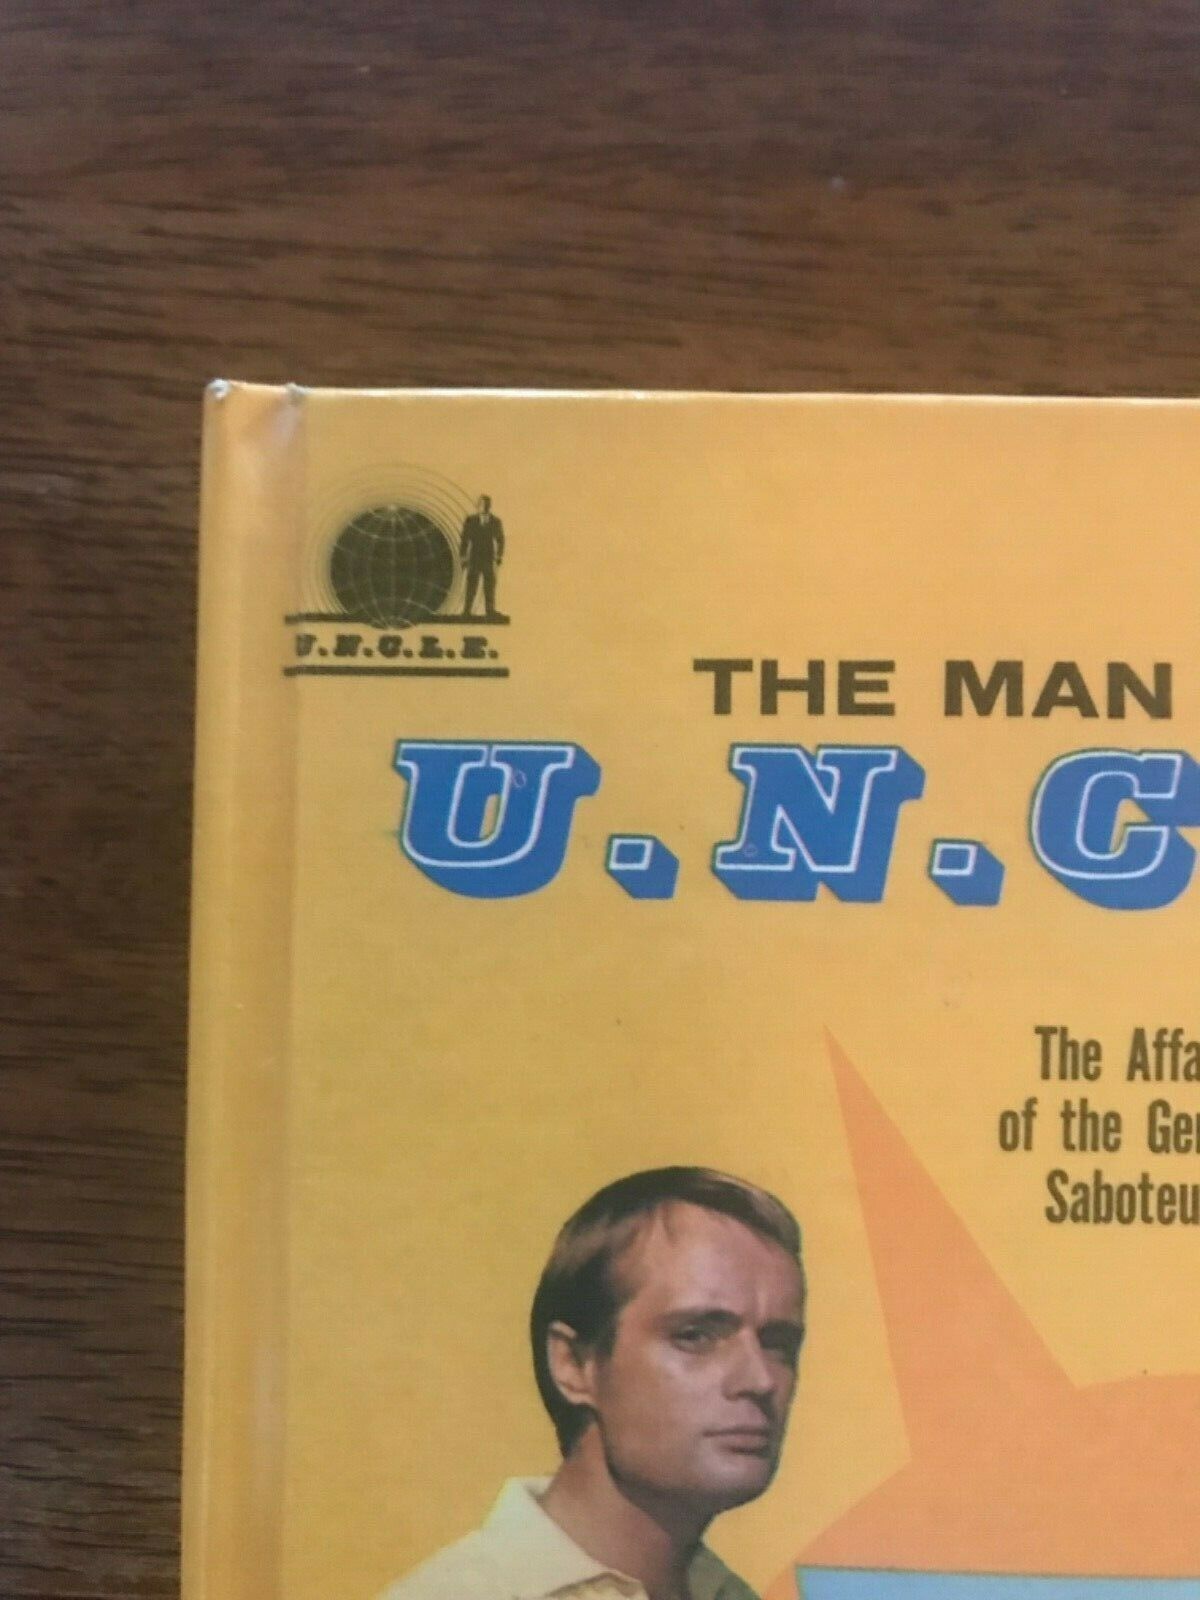 U.N.C.L.E.
THE MAN
U.N.C
The Affa
of the Ge
Saboteu